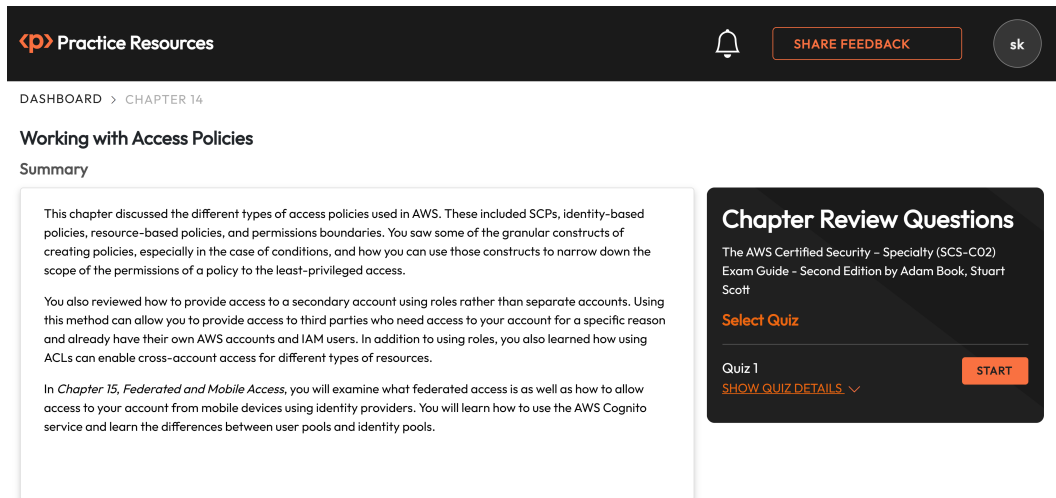 <p> Practice Resources
SHARE FEEDBACK
sk
DASHBOARD > CHAPTER 14
Working with Access Policies
Summary
This chapter discussed the different types of access policies used in AWS. These included SCPs, identity-based
policies, resource-based policies, and permissions boundaries. You saw some of the granular constructs of
creating policies, especially in the case of conditions, and how you can use those constructs to narrow down the
scope of the permissions of a policy to the least-privileged access.
You also reviewed how to provide access to a secondary account using roles rather than separate accounts. Using
this method can allow you to provide access to third parties who need access to your account for a specific reason
and already have their own AWS accounts and IAM users. In addition to using roles, you also learned how using
ACLs can enable cross-account access for different types of resources.
In Chapter 15, Federated and Mobile Access, you will examine what federated access is as well as how to allow
access to your account from mobile devices using identity providers. You will learn how to use the AWS Cognito
service and learn the differences between user pools and identity pools.
Chapter Review Questions
The AWS Certified Security – Specialty (SCS-C02)
Exam Guide - Second Edition by Adam Book, Stuart
Scott
Select Quiz
Quiz 1
START
SHOW QUIZ DETAILS